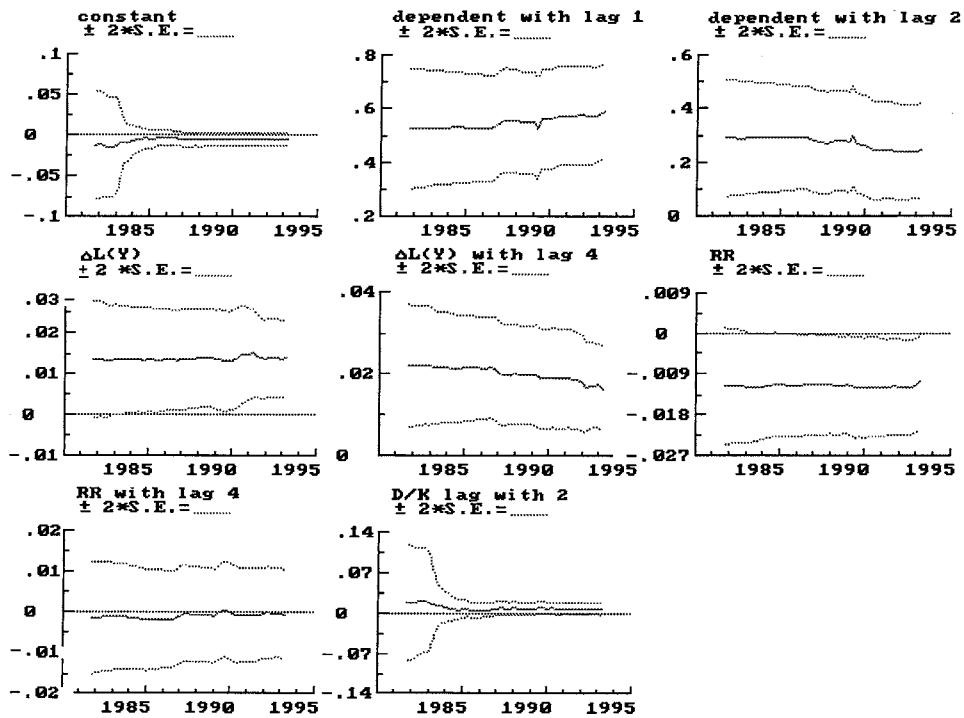 constant
± 2*S.E.=......
.1
.05
0
-.05
-.1
1985 1990 1995
dependent with lag 1
± 2*S.E.=......
.8
.6
.4
.2
1985 1990 1995
dependent with lag 2
± 2*S.E.=......
.6
.4
.2
0
1985 1990 1995
ΔL(Y)
± 2 *S.E.=......
.03
.02
.01
0
-.01
1985 1990 1995
ΔL(Y) with lag 4
± 2*S.E.=......
.04
.02
0
1985 1990 1995
RR
± 2*S.E.=......
.009
0
-.009
-.018
-.027
1985 1990 1995
RR with lag 4
± 2*S.E.=......
.02
.01
0
-.01
-.02
1985 1990 1995
D/K lag with 2
± 2*S.E.=......
.14
.07
0
-.07
-.14
1985 1990 1995